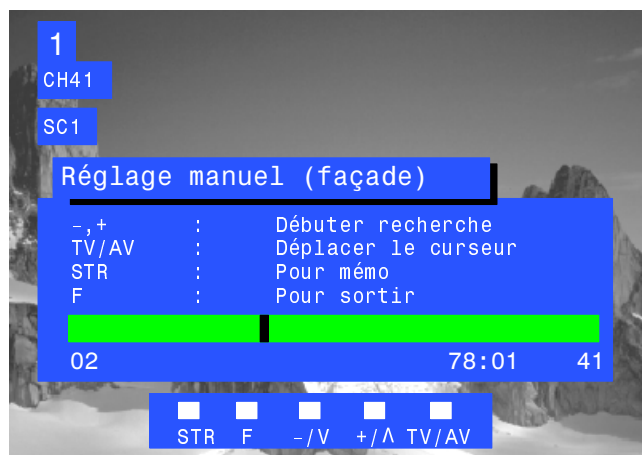 1
CH41
SC1
Réglage manuel (façade)
–,+ : Débuter recherche
TV/AV : Déplacer le curseur
STR : Pour mémo
F : Pour sortir
02 78:01 41
STR F –/V +/Λ TV/AV